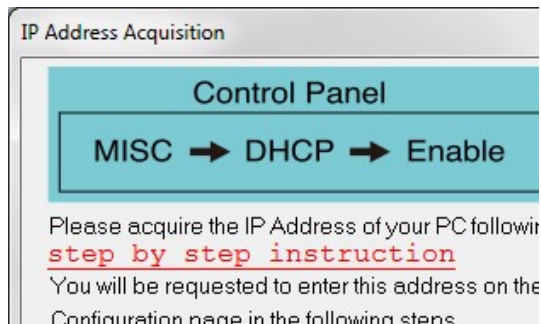 IP Address Acquisition
Control Panel
MISC → DHCP → Enable
Please acquire the IP Address of your PC
step by step instruction
You will be requested to enter this address on the
Configuration page in the following steps